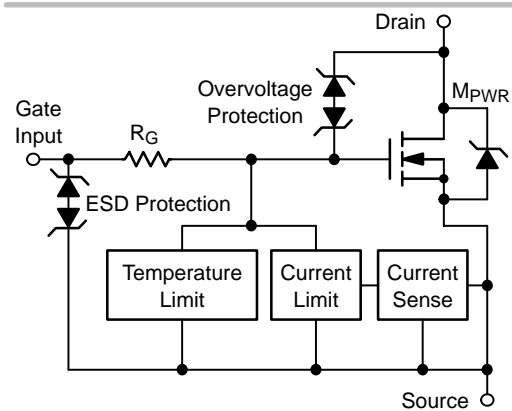 Drain
Overvoltage
Protection
MPWR
Gate
Input
RG
ESD Protection
Temperature
Limit
Current
Limit
Current
Sense
Source